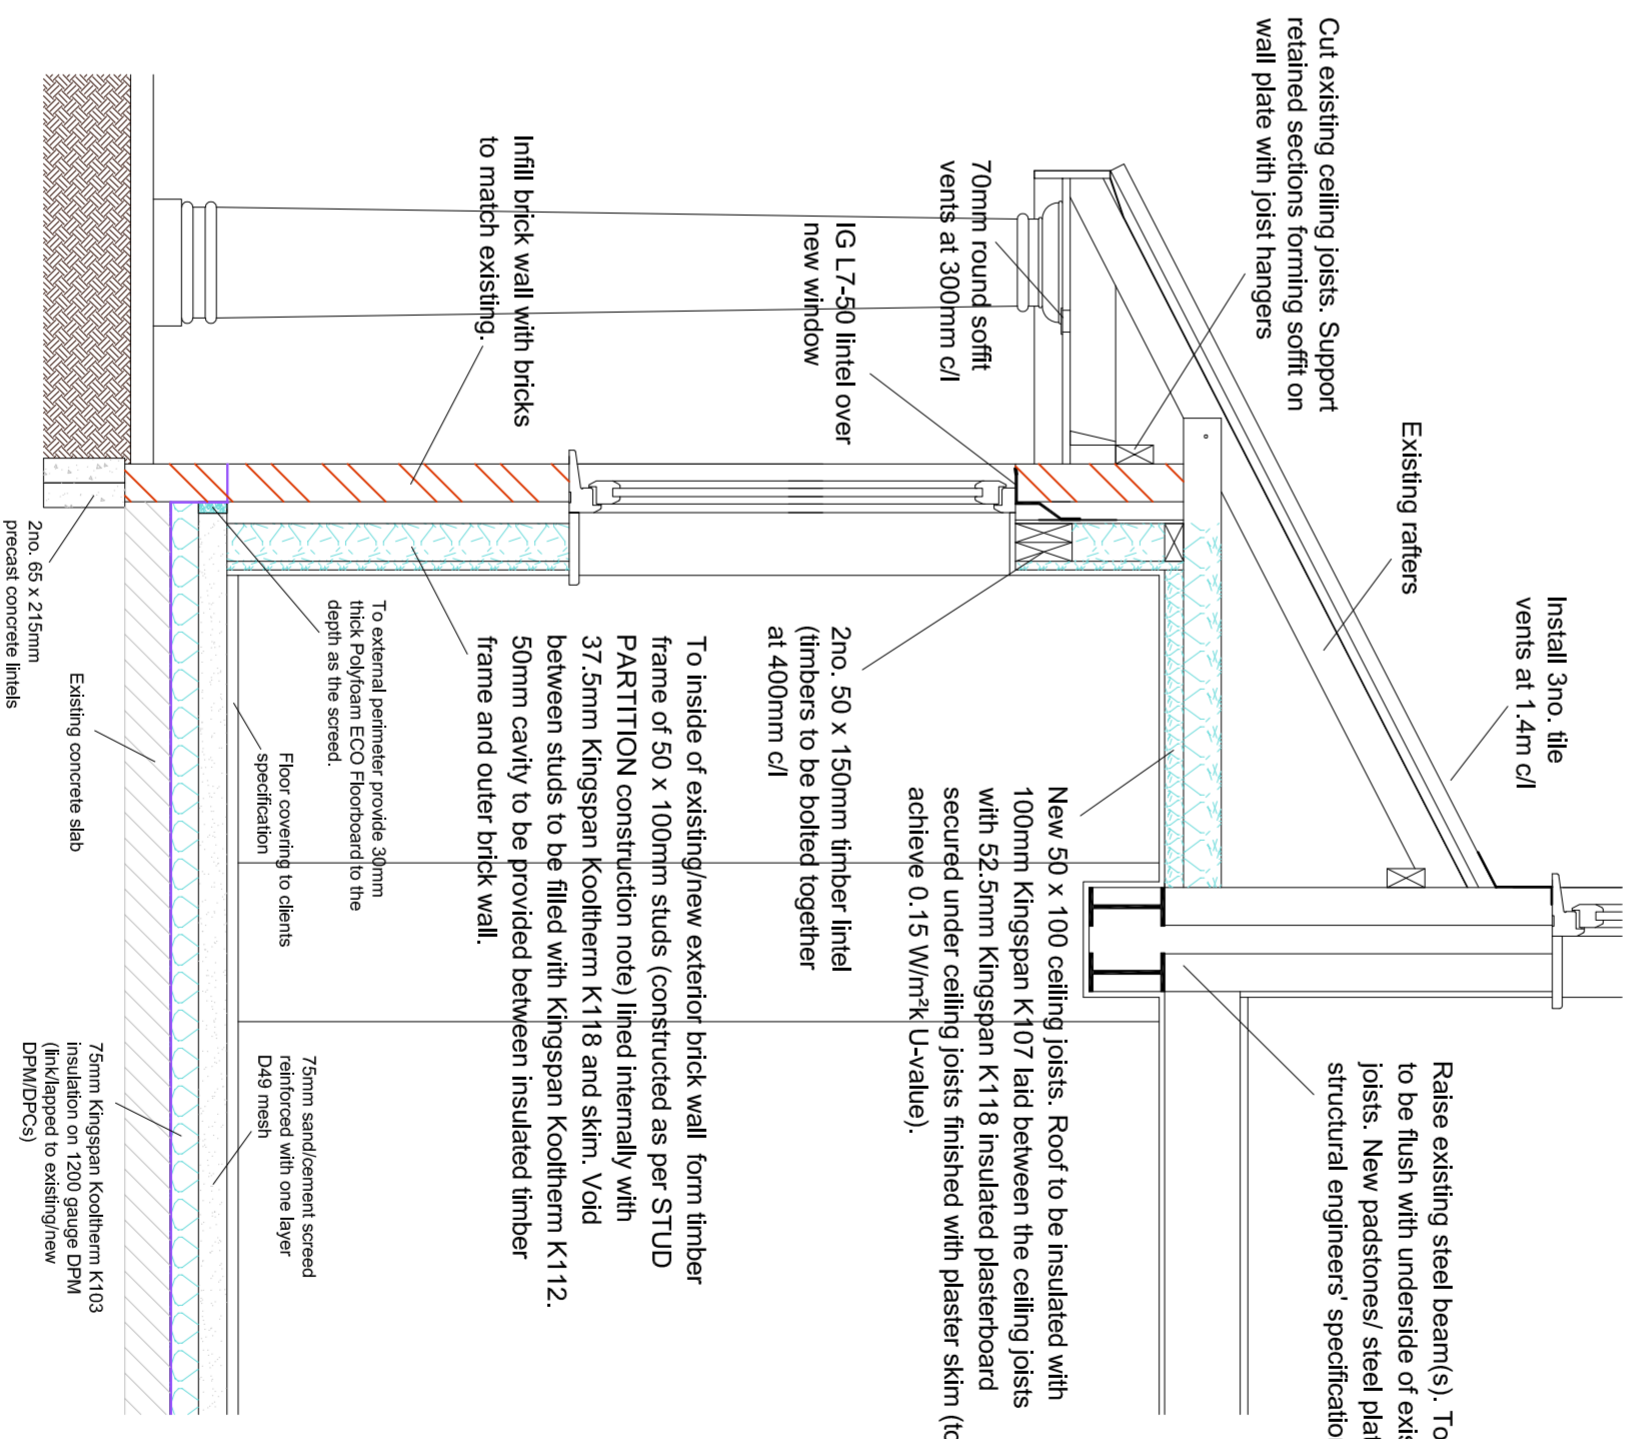 Cut existing ceiling joists. Support
retained sections forming soffit on
wall plate with joist hangers
Existing rafters
Install 3no. tile
vents at 1.4m c/l
70mm round soffit
vents at 300mm c/l
IG L7-50 lintel over
new window
Infill brick wall with bricks
to match existing.
2no. 50 x 150mm timber lintel
(timbers to be bolted together
at 400mm c/l
Raise existing steel beam(s). To
to be flush with underside of
joists. New padstones/ steel
structural engineers'
New 50 x 100 ceiling joists. Roof to be insulated with
100mm Kingspan K107 laid between the ceiling joists
with 52.5mm Kingspan K118 insulated plasterboard
secured under ceiling joists finished with plaster skim
achieve 0.15 W/m²k U-value).
To inside of existing/new exterior brick wall form timber
frame of 50 x 100mm studs (constructed as per STUD
PARTITION construction note) lined internally with
37.5mm Kingspan Kooltherm K118 and skim. Void
between studs to be filled with Kingspan Kooltherm K112.
50mm cavity to be provided between insulated timber
frame and outer brick wall.
To external perimeter provide 30mm
thick Polyfoam ECO Floorboard to the
depth as the screed.
Floor covering to clients
specification
75mm sand/cement screed
reinforced with one layer
D49 mesh
2no. 65 x 215mm
precast concrete lintels
Existing concrete slab
75mm Kingspan Kooltherm K103
insulation on 1200 gauge DPM
(link/lapped to existing/new
DPM/DPCs)